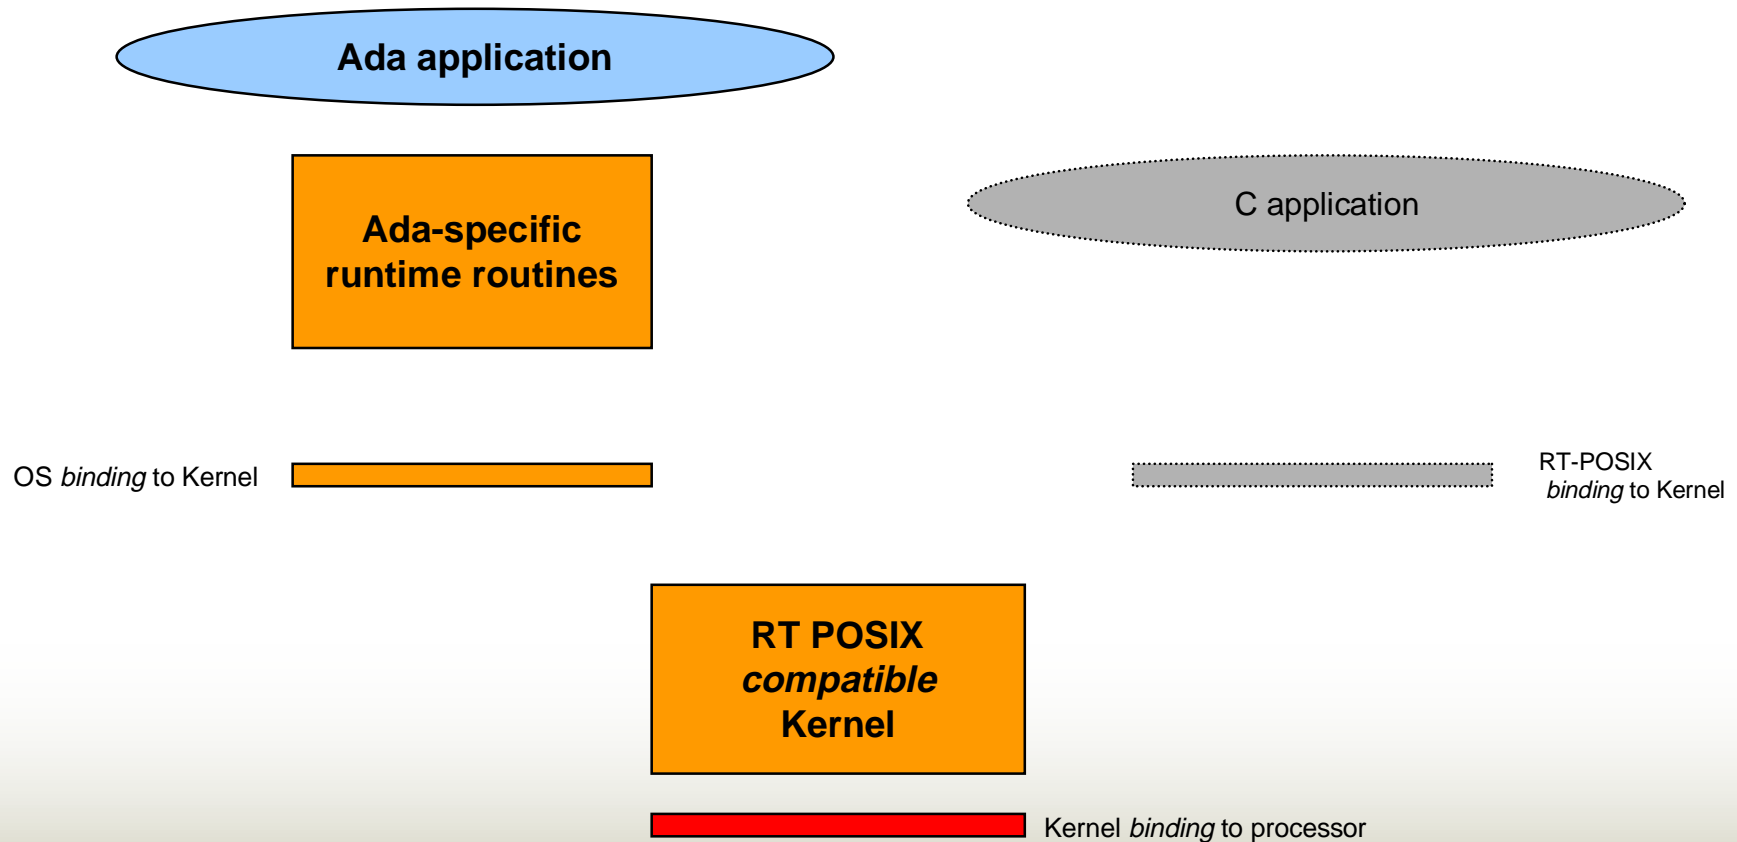 Ada application
Ada-specific
runtime routines
C application
OS binding to Kernel
RT-POSIX
binding to Kernel
RT POSIX
compatible
Kernel
Kernel binding to processor